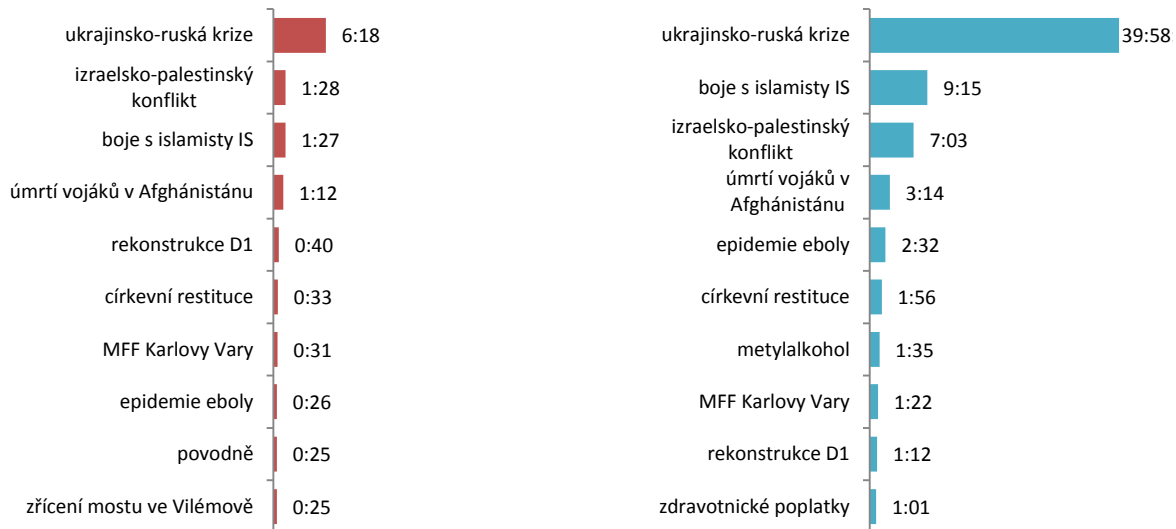 ukrajinsko-ruská krize 6:18
izraelsko-palestinský
konflikt 1:28
boje s islamisty IS 1:27
úmrtí vojáků v Afghánistánu 1:12
rekonstrukce D1 0:40
církevní restituce 0:33
MFF Karlovy Vary 0:31
epidemie eboly 0:26
povodně 0:25
zřícení mostu ve Vilémově 0:25
ukrajinsko-ruská krize 39:58
boje s islamisty IS 9:15
izraelsko-palestinský
konflikt 7:03
úmrtí vojáků v
Afghánistánu 3:14
epidemie eboly 2:32
církevní restituce 1:56
metylalkohol 1:35
MFF Karlovy Vary 1:22
rekonstrukce D1 1:12
zdravotnické poplatky 1:01